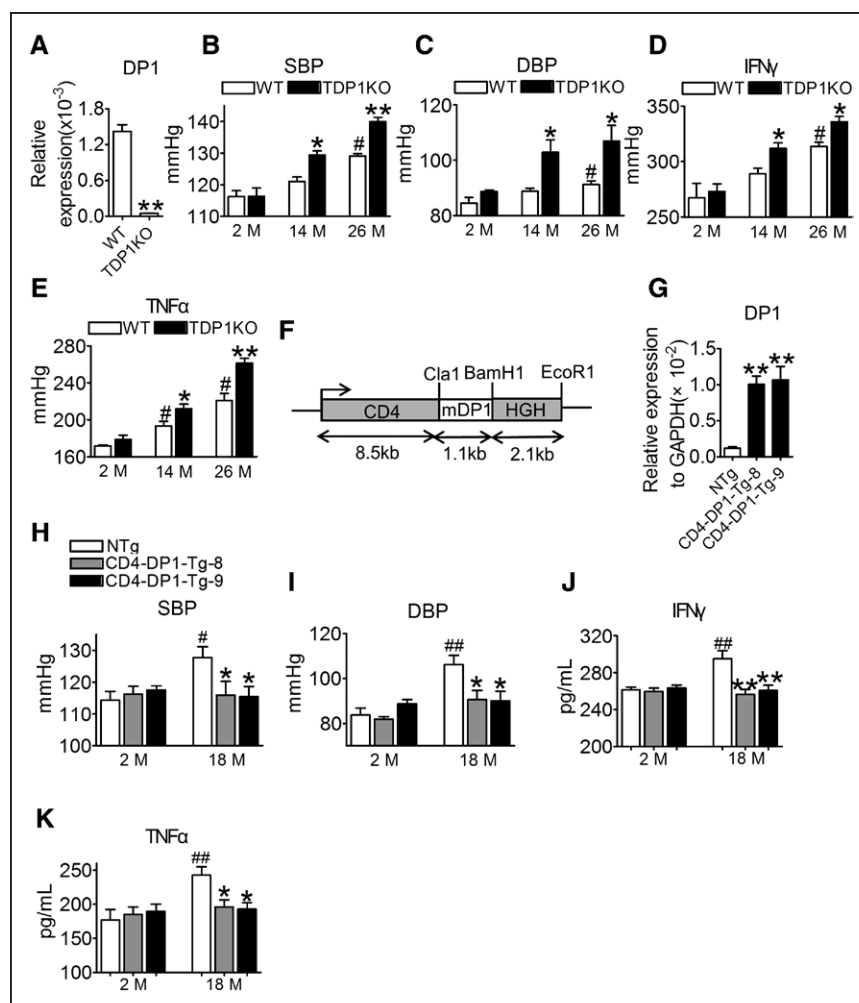 A
DP1
Relative
expression(x10-3)
1.8
1.2
0.6
0.0
**
WT
TDP1KO
B
SBP
WT TDP1KO
mmHg
140
130
120
110
*
#
**
2 M 14 M 26 M
C
DBP
WT TDP1KO
mmHg
120
100
80
*
#
*
2 M 14 M 26 M
D
IFNγ
WT TDP1KO
mmHg
350
300
250
*
#
*
2 M 14 M 26 M
E
TNFα
WT TDP1KO
mmHg
280
240
200
160
#
*
#
**
2 M 14 M 26 M
F
Cla1 BamH1 EcoR1
CD4 mDP1 HGH
8.5kb 1.1kb 2.1kb
G
DP1
Relative expression
to GAPDH(× 10-2)
1.5
1.0
0.5
0.0
** **
NTg
CD4-DP1-Tg-8
CD4-DP1-Tg-9
H
NTg
CD4-DP1-Tg-8
CD4-DP1-Tg-9
SBP
mmHg
130
120
110
100
#
* *
2 M 18 M
I
DBP
mmHg
120
100
80
##
* *
2 M 18 M
J
IFNγ
pg/mL
320
280
240
200
##
** **
2 M 18 M
K
TNFα
pg/mL
250
200
150
100
##
* *
2 M 18 M